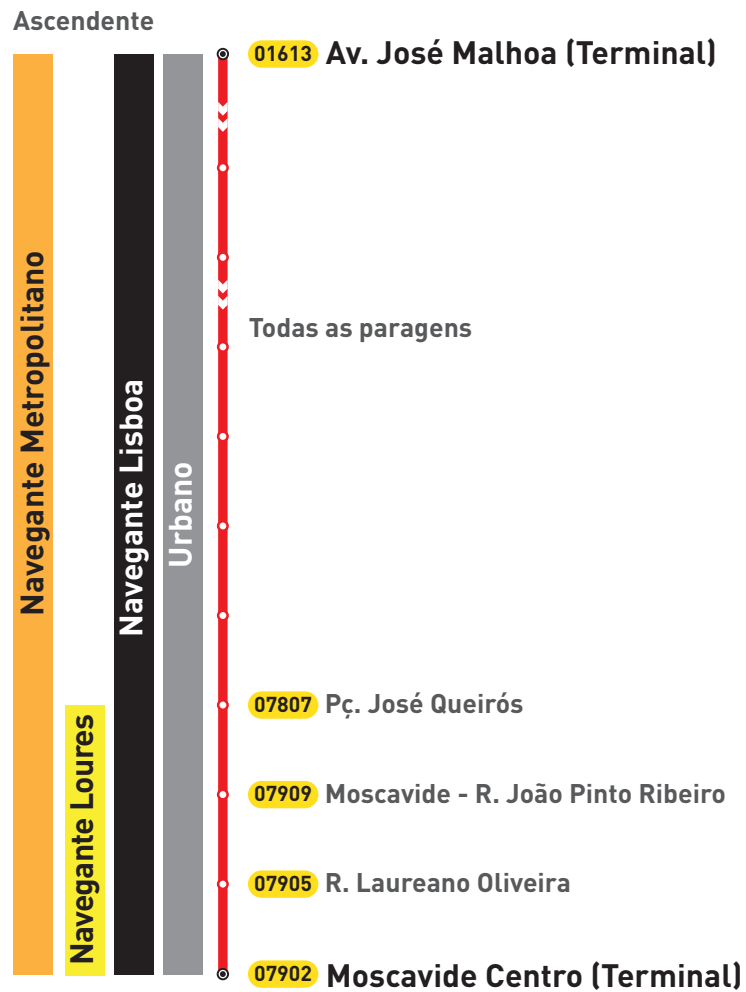 Ascendente
01613 Av. José Malhoa (Terminal)
Todas as paragens
07807 Pç. José Queirós
07909 Moscavide - R. João Pinto Ribeiro
07905 R. Laureano Oliveira
07902 Moscavide Centro (Terminal)
Navegante Metropolitano
Navegante Loures
Navegante Lisboa
Urbano